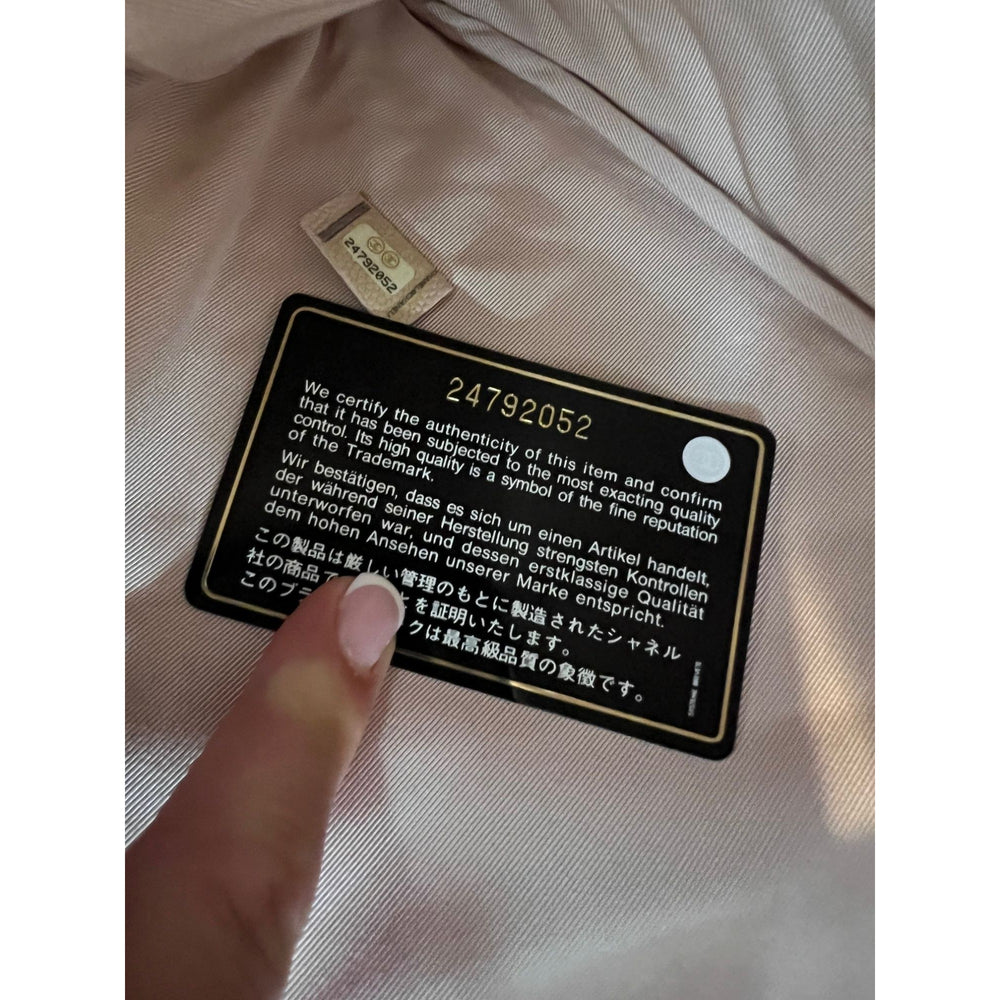 24792052
24792052
We certify the authenticity of this item and confirm
that it has been subjected to the most exacting quality
control. Its high quality is a symbol of the fine reputation
of the Trademark.
Wir bestätigen, dass es sich um einen Artikel handelt,
der während seiner Herstellung strengsten Kontrollen
unterworfen war, und dessen erstklassige Qualität
dem hohen Ansehen unserer Marke entspricht.
この製品は厳しい管理のもとに製造されたシャネル
社の商品で を証明いたします。
このブ クは最高級品質の象徴です。